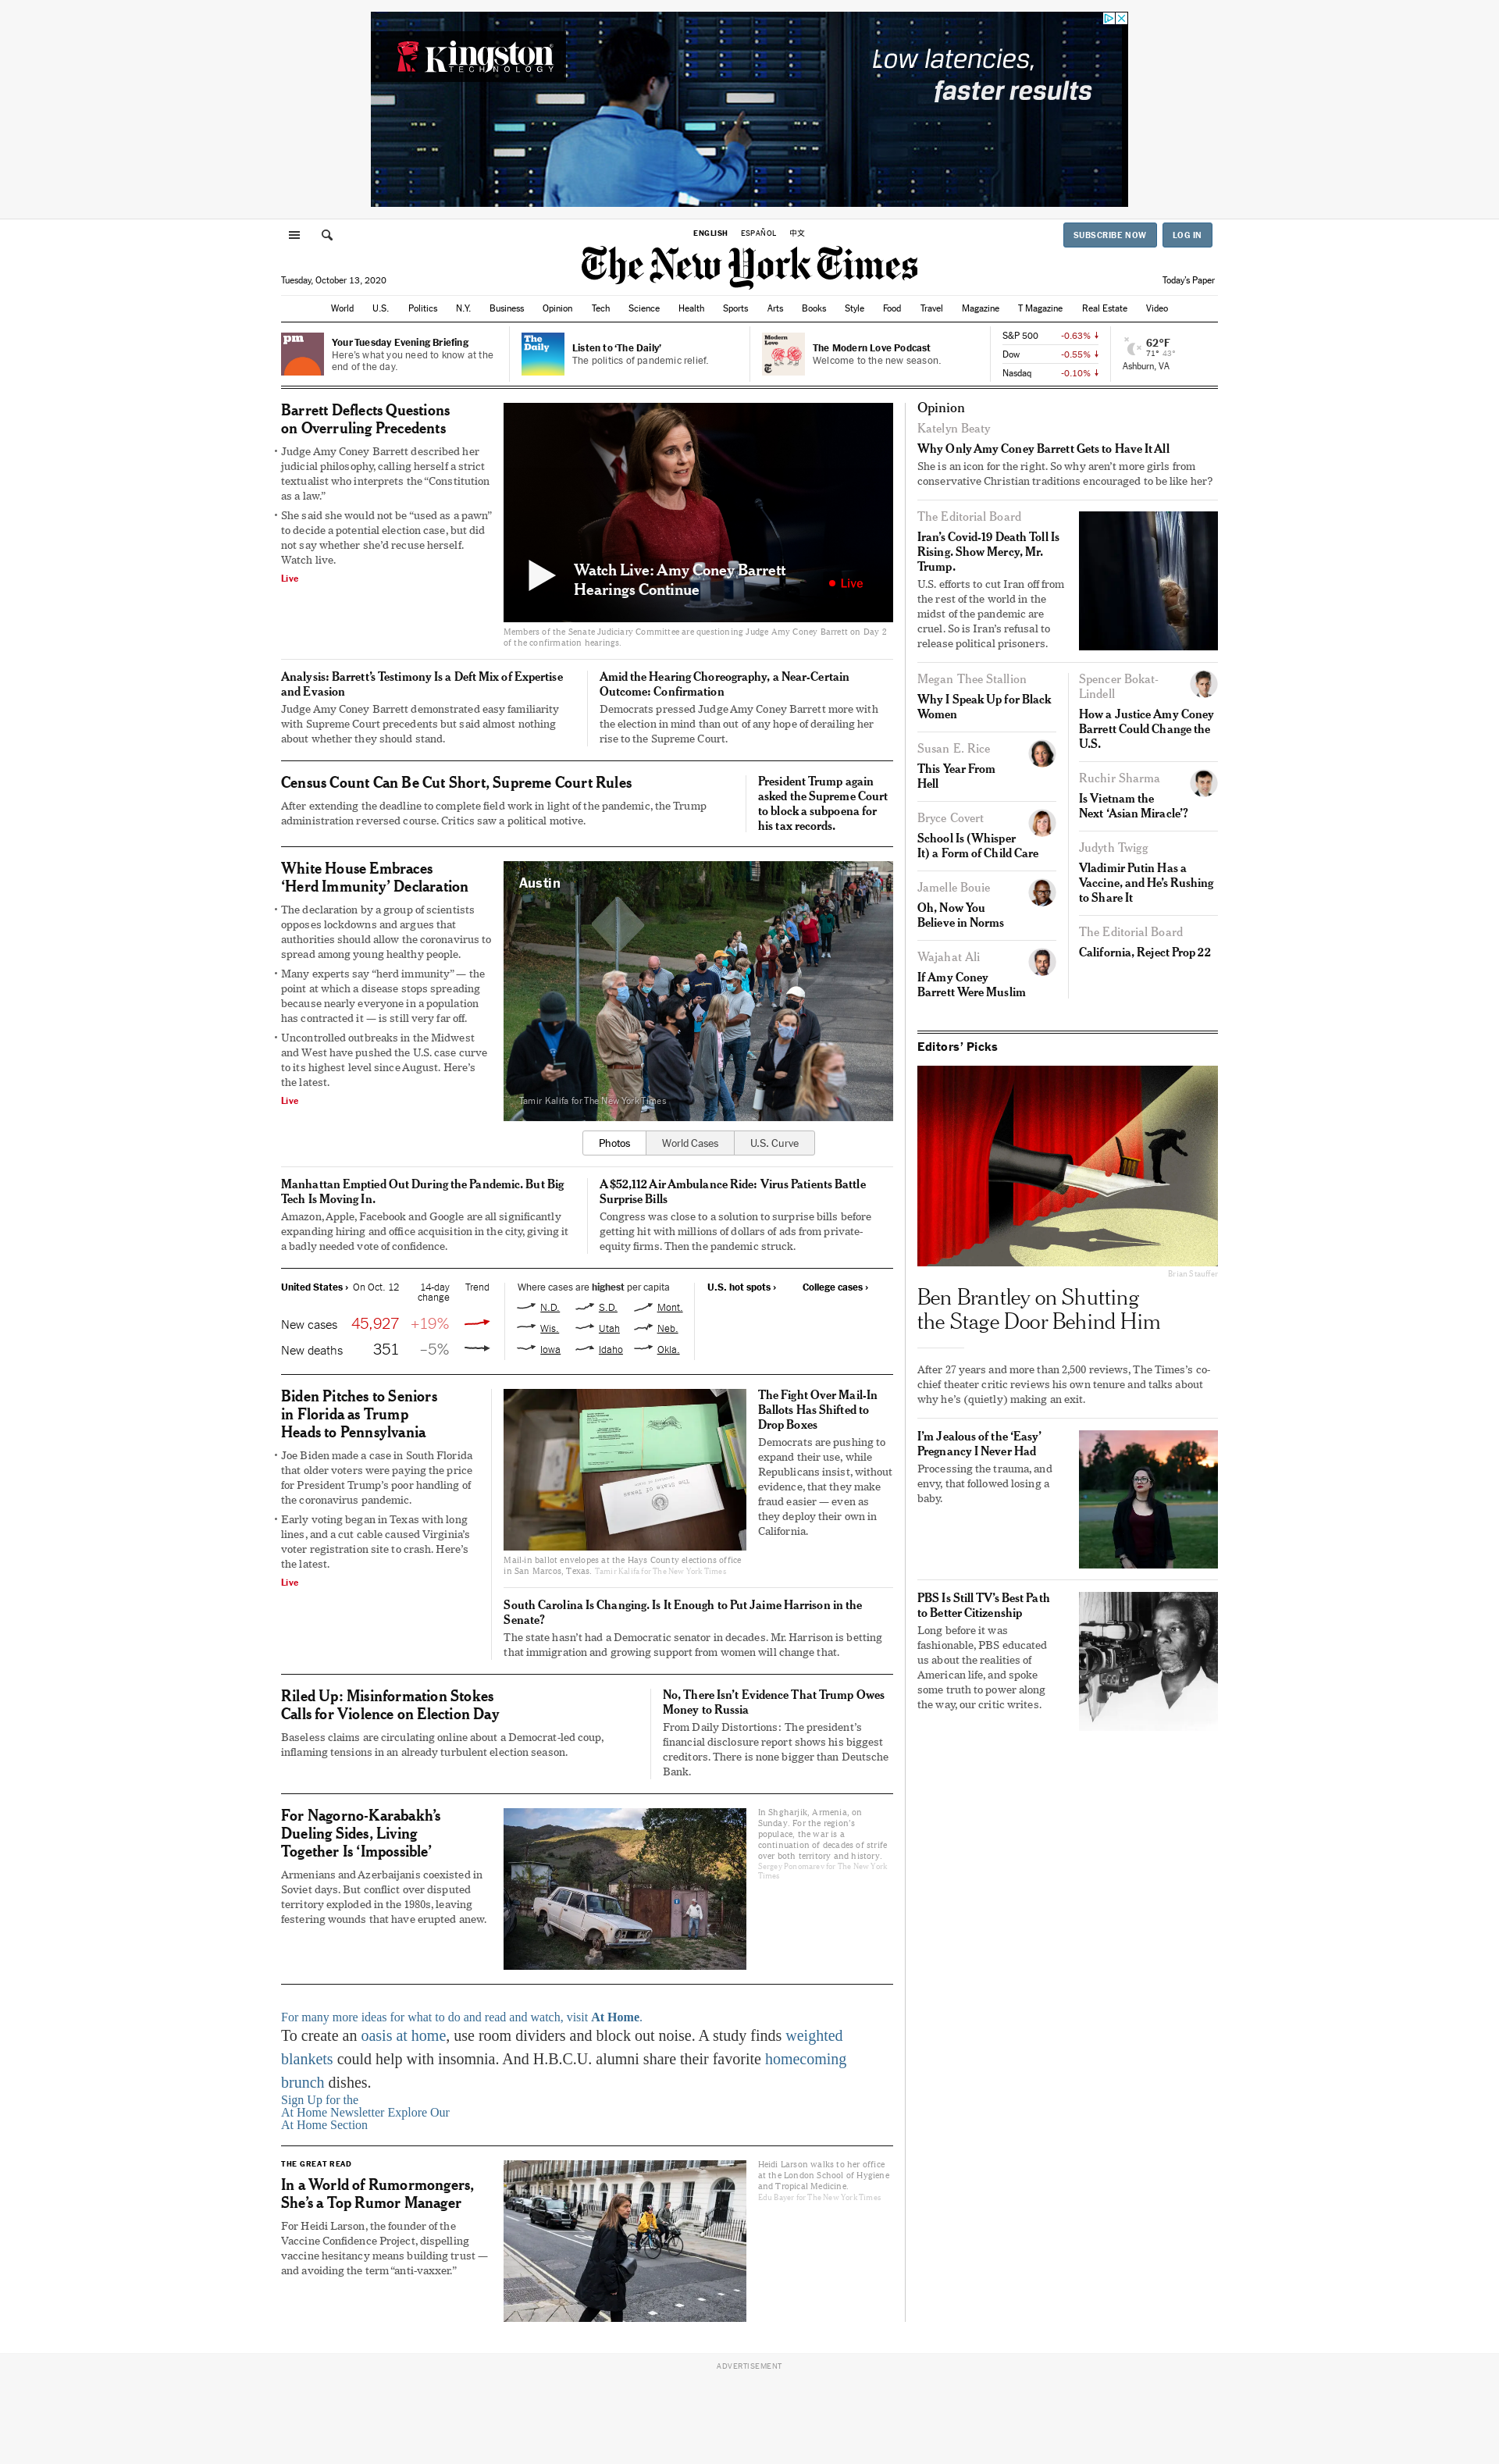 Kingston
TECHNOLOGY
Low latencies,
faster results
ENGLISH ESPAÑOL 中文
SUBSCRIBE NOW
LOG IN
The New York Times
Tuesday, October 13, 2020
Today's Paper
World U.S. Politics N.Y. Business Opinion Tech Science Health Sports Arts Books Style Food Travel Magazine T Magazine Real Estate Video
pm
Your Tuesday Evening Briefing
Here's what you need to know at the
end of the day.
The
Daily
Listen to 'The Daily'
The politics of pandemic relief.
Modern
Love
The Modern Love Podcast
Welcome to the new season.
S&P 500 -0.63% ↓
Dow -0.55% ↓
Nasdaq -0.10% ↓
62°F
71° 43°
Ashburn, VA
Barrett Deflects Questions
on Overruling Precedents
• Judge Amy Coney Barrett described her
judicial philosophy, calling herself a strict
textualist who interprets the “Constitution
as a law.”
• She said she would not be “used as a pawn”
to decide a potential election case, but did
not say whether she’d recuse herself.
Watch live.
Live
Watch Live: Amy Coney Barrett
Hearings Continue
Live
Members of the Senate Judiciary Committee are questioning Judge Amy Coney Barrett on Day 2
of the confirmation hearings.
Analysis: Barrett’s Testimony Is a Deft Mix of Expertise
and Evasion
Judge Amy Coney Barrett demonstrated easy familiarity
with Supreme Court precedents but said almost nothing
about whether they should stand.
Amid the Hearing Choreography, a Near-Certain
Outcome: Confirmation
Democrats pressed Judge Amy Coney Barrett more with
the election in mind than out of any hope of derailing her
rise to the Supreme Court.
Census Count Can Be Cut Short, Supreme Court Rules
After extending the deadline to complete field work in light of the pandemic, the Trump
administration reversed course. Critics saw a political motive.
President Trump again
asked the Supreme Court
to block a subpoena for
his tax records.
White House Embraces
‘Herd Immunity’ Declaration
• The declaration by a group of scientists
opposes lockdowns and argues that
authorities should allow the coronavirus to
spread among young healthy people.
• Many experts say “herd immunity” — the
point at which a disease stops spreading
because nearly everyone in a population
has contracted it — is still very far off.
• Uncontrolled outbreaks in the Midwest
and West have pushed the U.S. case curve
to its highest level since August. Here’s
the latest.
Live
Austin
Tamir Kalifa for The New York Times
Photos World Cases U.S. Curve
Manhattan Emptied Out During the Pandemic. But Big
Tech Is Moving In.
Amazon, Apple, Facebook and Google are all significantly
expanding hiring and office acquisition in the city, giving it
a badly needed vote of confidence.
A $52,112 Air Ambulance Ride: Virus Patients Battle
Surprise Bills
Congress was close to a solution to surprise bills before
getting hit with millions of dollars of ads from private-
equity firms. Then the pandemic struck.
United States › On Oct. 12 14-day
change Trend
New cases 45,927 +19%
New deaths 351 –5%
Where cases are highest per capita
N.D. S.D. Mont.
Wis. Utah Neb.
Iowa Idaho Okla.
U.S. hot spots › College cases ›
Biden Pitches to Seniors
in Florida as Trump
Heads to Pennsylvania
• Joe Biden made a case in South Florida
that older voters were paying the price
for President Trump’s poor handling of
the coronavirus pandemic.
• Early voting began in Texas with long
lines, and a cut cable caused Virginia’s
voter registration site to crash. Here’s
the latest.
Live
Mail-in ballot envelopes at the Hays County elections office
in San Marcos, Texas. Tamir Kalifa for The New York Times
The Fight Over Mail-In
Ballots Has Shifted to
Drop Boxes
Democrats are pushing to
expand their use, while
Republicans insist, without
evidence, that they make
fraud easier — even as
they deploy their own in
California.
South Carolina Is Changing. Is It Enough to Put Jaime Harrison in the
Senate?
The state hasn’t had a Democratic senator in decades. Mr. Harrison is betting
that immigration and growing support from women will change that.
Riled Up: Misinformation Stokes
Calls for Violence on Election Day
Baseless claims are circulating online about a Democrat-led coup,
inflaming tensions in an already turbulent election season.
No, There Isn’t Evidence That Trump Owes
Money to Russia
From Daily Distortions: The president’s
financial disclosure report shows his biggest
creditors. There is none bigger than Deutsche
Bank.
For Nagorno-Karabakh’s
Dueling Sides, Living
Together Is ‘Impossible’
Armenians and Azerbaijanis coexisted in
Soviet days. But conflict over disputed
territory exploded in the 1980s, leaving
festering wounds that have erupted anew.
In Shgharjik, Armenia, on
Sunday. For the region’s
populace, the war is a
continuation of decades of strife
over both territory and history.
Sergey Ponomarev for The New York
Times
For many more ideas for what to do and read and watch, visit At Home.
To create an oasis at home, use room dividers and block out noise. A study finds weighted
blankets could help with insomnia. And H.B.C.U. alumni share their favorite homecoming
brunch dishes.
Sign Up for the
At Home Newsletter Explore Our
At Home Section
THE GREAT READ
In a World of Rumormongers,
She’s a Top Rumor Manager
For Heidi Larson, the founder of the
Vaccine Confidence Project, dispelling
vaccine hesitancy means building trust —
and avoiding the term “anti-vaxxer.”
Heidi Larson walks to her office
at the London School of Hygiene
and Tropical Medicine.
Edu Bayer for The New York Times
Opinion
Katelyn Beaty
Why Only Amy Coney Barrett Gets to Have It All
She is an icon for the right. So why aren’t more girls from
conservative Christian traditions encouraged to be like her?
The Editorial Board
Iran’s Covid-19 Death Toll Is
Rising. Show Mercy, Mr.
Trump.
U.S. efforts to cut Iran off from
the rest of the world in the
midst of the pandemic are
cruel. So is Iran’s refusal to
release political prisoners.
Megan Thee Stallion
Why I Speak Up for Black
Women
Susan E. Rice
This Year From
Hell
Bryce Covert
School Is (Whisper
It) a Form of Child Care
Jamelle Bouie
Oh, Now You
Believe in Norms
Wajahat Ali
If Amy Coney
Barrett Were Muslim
Spencer Bokat-
Lindell
How a Justice Amy Coney
Barrett Could Change the
U.S.
Ruchir Sharma
Is Vietnam the
Next ‘Asian Miracle’?
Judyth Twigg
Vladimir Putin Has a
Vaccine, and He’s Rushing
to Share It
The Editorial Board
California, Reject Prop 22
Editors’ Picks
Brian Stauffer
Ben Brantley on Shutting
the Stage Door Behind Him
After 27 years and more than 2,500 reviews, The Times’s co-
chief theater critic reviews his own tenure and talks about
why he’s (quietly) making an exit.
I’m Jealous of the ‘Easy’
Pregnancy I Never Had
Processing the trauma, and
envy, that followed losing a
baby.
PBS Is Still TV’s Best Path
to Better Citizenship
Long before it was
fashionable, PBS educated
us about the realities of
American life, and spoke
some truth to power along
the way, our critic writes.
ADVERTISEMENT